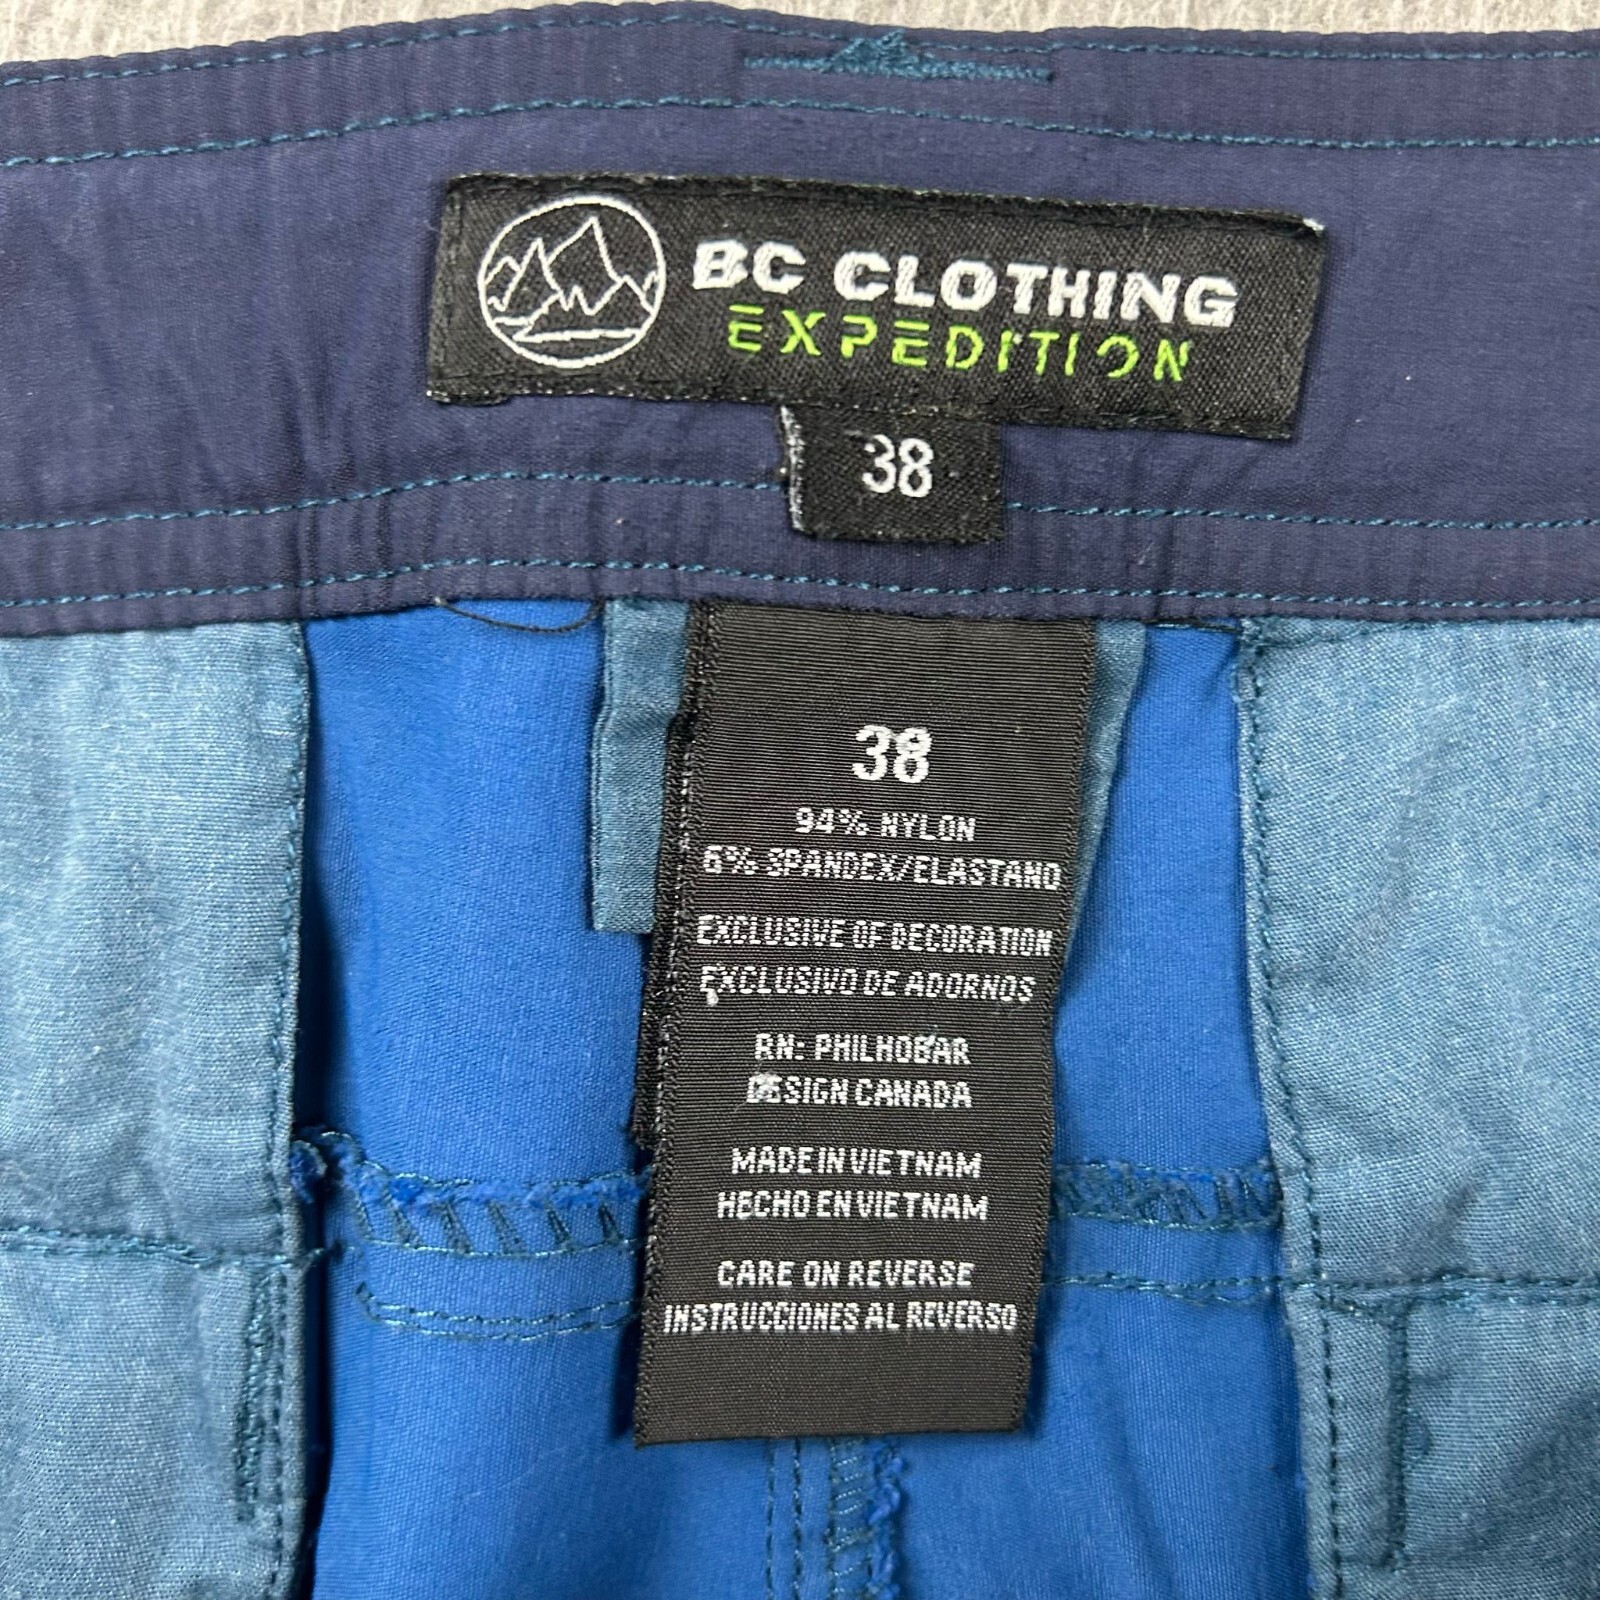 BC CLOTHING
EXPEDITION
38
38
94% NYLON
6% SPANDEX/ELASTANO
EXCLUSIVE OF DECORATION
EXCLUSIVO DE ADORNOS
RN: PHILHOBAR
DESIGN CANADA
MADE IN VIETNAM
HECHO EN VIETNAM
CARE ON REVERSE
INSTRUCCIONES AL REVERSO